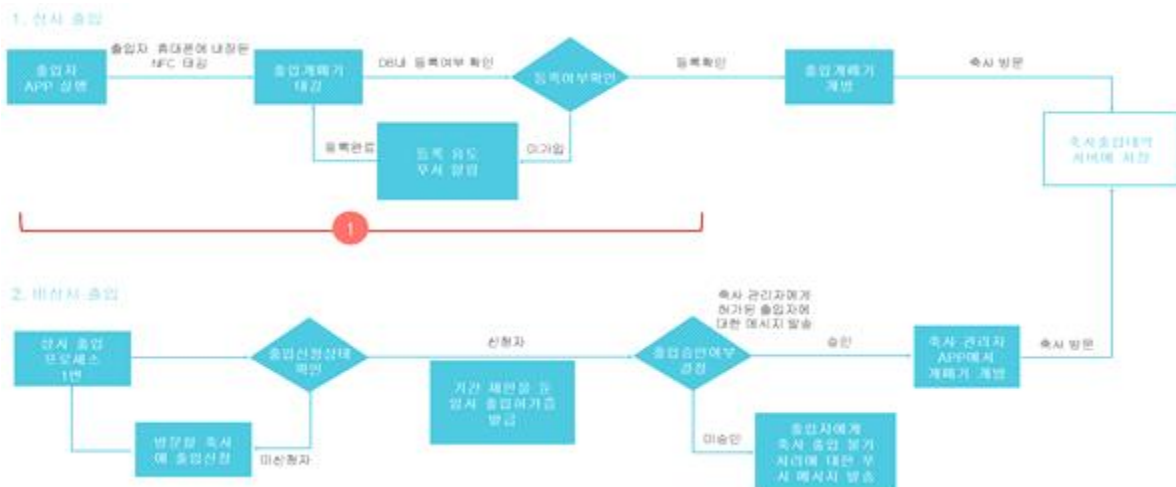 1. 상시 출입
출입자
APP 실행
출입자 휴대폰에 내장된
NFC 태깅
출입개폐기
태깅
DB내 등록여부 확인
등록여부확인
등록확인
출입개폐기
개방
축사 방문
축사출입내역
서버에 저장
등록완료
등록 유도
푸시 알림
미가입
1
2. 비상시 출입
상시 출입
프로세스
1번
출입신청상태
확인
신청자
기간 제한을 둔
임시 출입허가증
발급
방문할 축사
에 출입신청
미신청자
축사 관리자에게
허가된 출입자에
대한 메시지 발송
출입승인여부
결정
승인
축사 관리자
APP에서
개폐기 개방
축사 방문
미승인
출입자에게
축사 출입 불가
처리에 대한 푸
시 메시지 발송